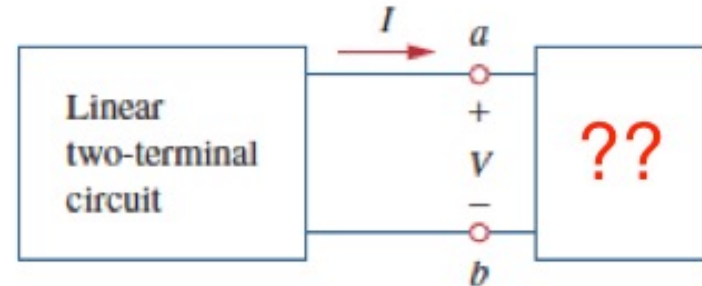 I
a
Linear
two-terminal
circuit
+
V
−
??
b